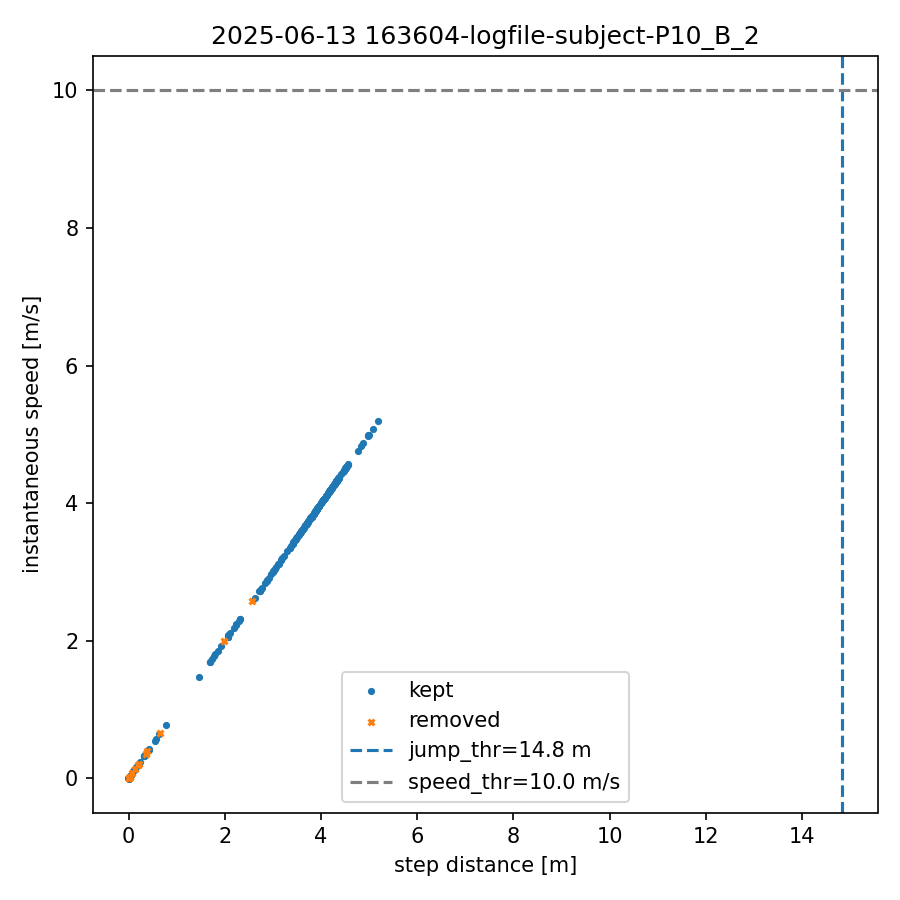 2025-06-13 163604-logfile-subject-P10_B_2
10
8
6
4
2
0
instantaneous speed [m/s]
kept
removed
jump_thr=14.8 m
speed_thr=10.0 m/s
0 2 4 6 8 10 12 14
step distance [m]